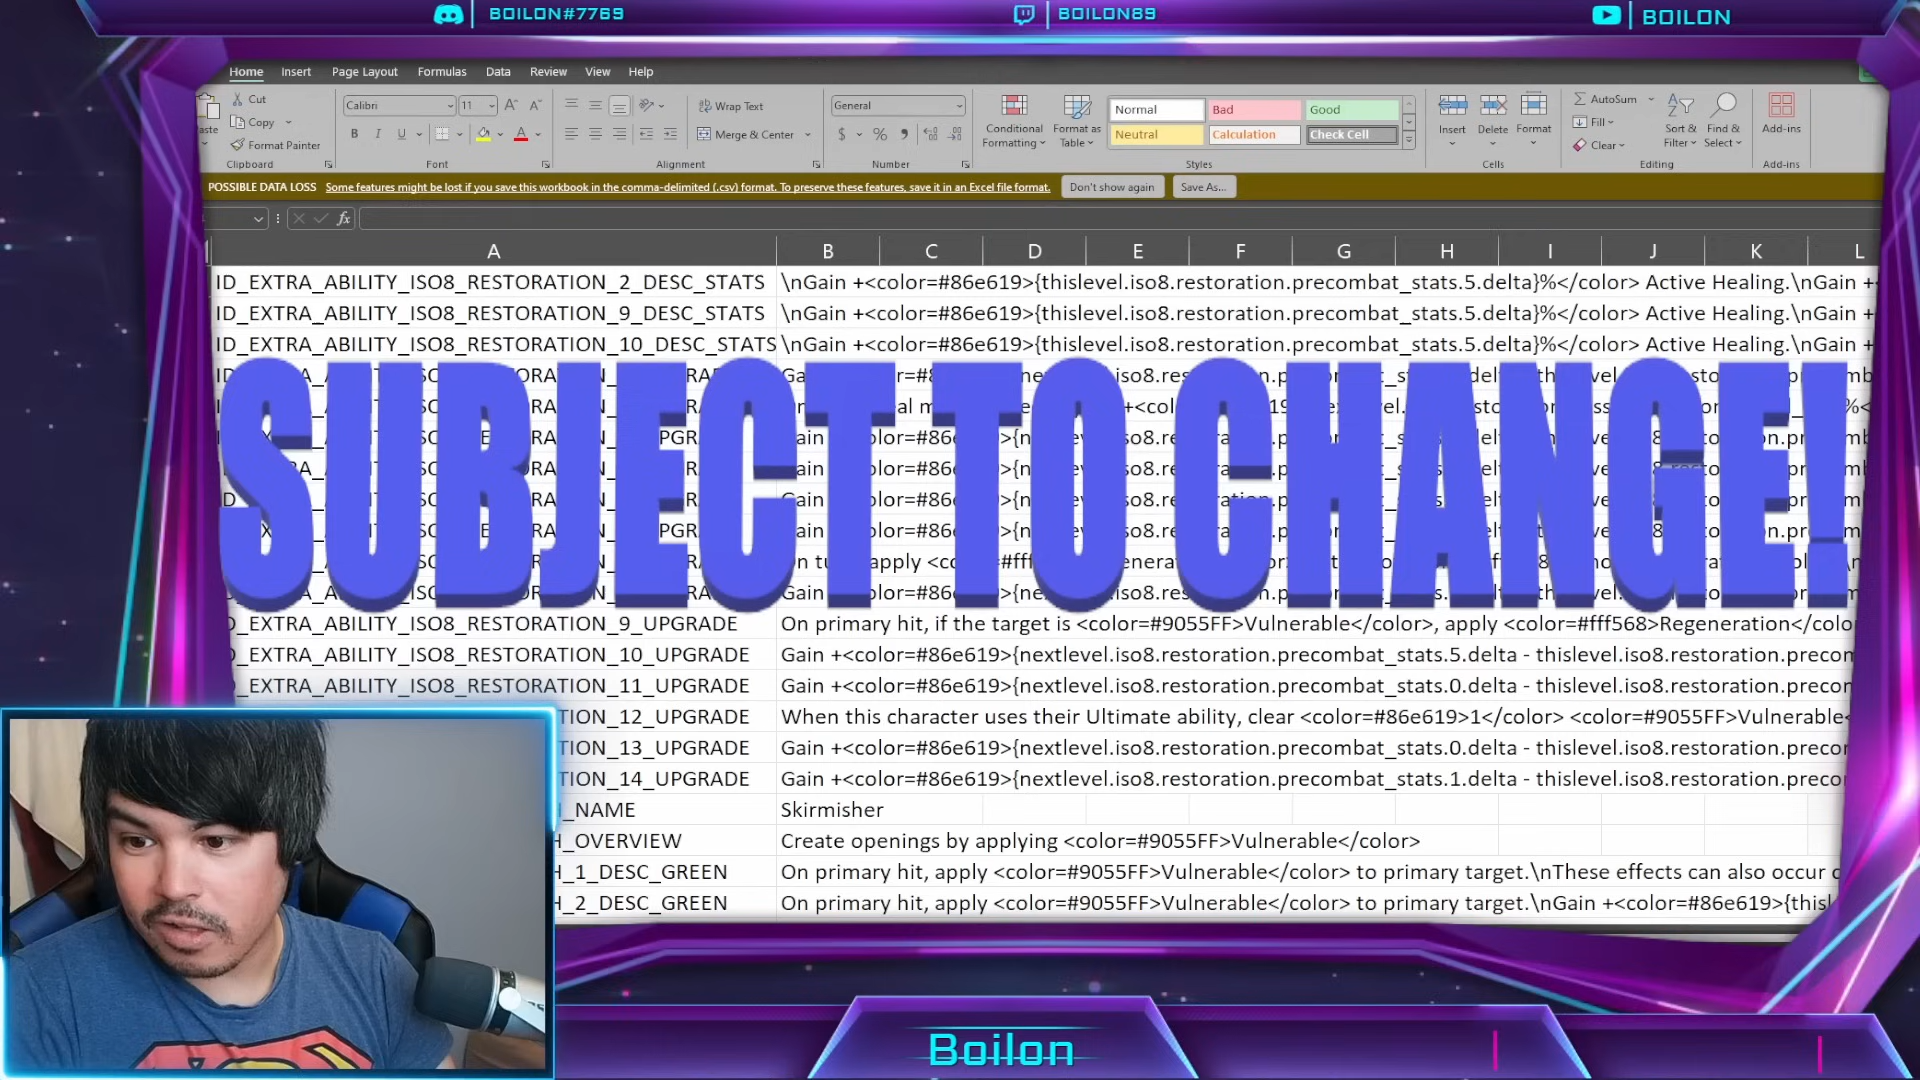 BOILON#7769
BOILON89
BOILON
Home Insert Page Layout Formulas Data Review View Help
Cut
Copy
Format Painter
Clipboard
Calibri 11
B I U
Font
Wrap Text
Merge & Center
Alignment
General
$ % ,
Number
Conditional Formatting
Format as Table
Normal Bad Good
Neutral Calculation Check Cell
Styles
Insert Delete Format
Cells
AutoSum
Fill
Clear
Sort & Filter
Find & Select
Editing
Add-ins
Add-ins
POSSIBLE DATA LOSS Some features might be lost if you save this workbook in the comma-delimited (.csv) format. To preserve these features, save it in an Excel file format. Don't show again Save As...
fx
A B C D E F G H I J K L
ID_EXTRA_ABILITY_ISO8_RESTORATION_2_DESC_STATS \nGain +<color=#86e619>{thislevel.iso8.restoration.precombat_stats.5.delta}%</color> Active Healing.\nGain +
ID_EXTRA_ABILITY_ISO8_RESTORATION_9_DESC_STATS \nGain +<color=#86e619>{thislevel.iso8.restoration.precombat_stats.5.delta}%</color> Active Healing.\nGain +
ID_EXTRA_ABILITY_ISO8_RESTORATION_10_DESC_STATS \nGain +<color=#86e619>{thislevel.iso8.restoration.precombat_stats.5.delta}%</color> Active Healing.\nGain +
SUBJECT TO CHANGE!
D_EXTRA_ABILITY_ISO8_RESTORATION_9_UPGRADE On primary hit, if the target is <color=#9055FF>Vulnerable</color>, apply <color=#fff568>Regeneration</colo
D_EXTRA_ABILITY_ISO8_RESTORATION_10_UPGRADE Gain +<color=#86e619>{nextlevel.iso8.restoration.precombat_stats.5.delta - thislevel.iso8.restoration.precom
D_EXTRA_ABILITY_ISO8_RESTORATION_11_UPGRADE Gain +<color=#86e619>{nextlevel.iso8.restoration.precombat_stats.0.delta - thislevel.iso8.restoration.precon
TION_12_UPGRADE When this character uses their Ultimate ability, clear <color=#86e619>1</color> <color=#9055FF>Vulnerable<
TION_13_UPGRADE Gain +<color=#86e619>{nextlevel.iso8.restoration.precombat_stats.0.delta - thislevel.iso8.restoration.preco
TION_14_UPGRADE Gain +<color=#86e619>{nextlevel.iso8.restoration.precombat_stats.1.delta - thislevel.iso8.restoration.preco
_NAME Skirmisher
H_OVERVIEW Create openings by applying <color=#9055FF>Vulnerable</color>
H_1_DESC_GREEN On primary hit, apply <color=#9055FF>Vulnerable</color> to primary target.\nThese effects can also occur
H_2_DESC_GREEN On primary hit, apply <color=#9055FF>Vulnerable</color> to primary target.\nGain +<color=#86e619>{thisl
Boilon